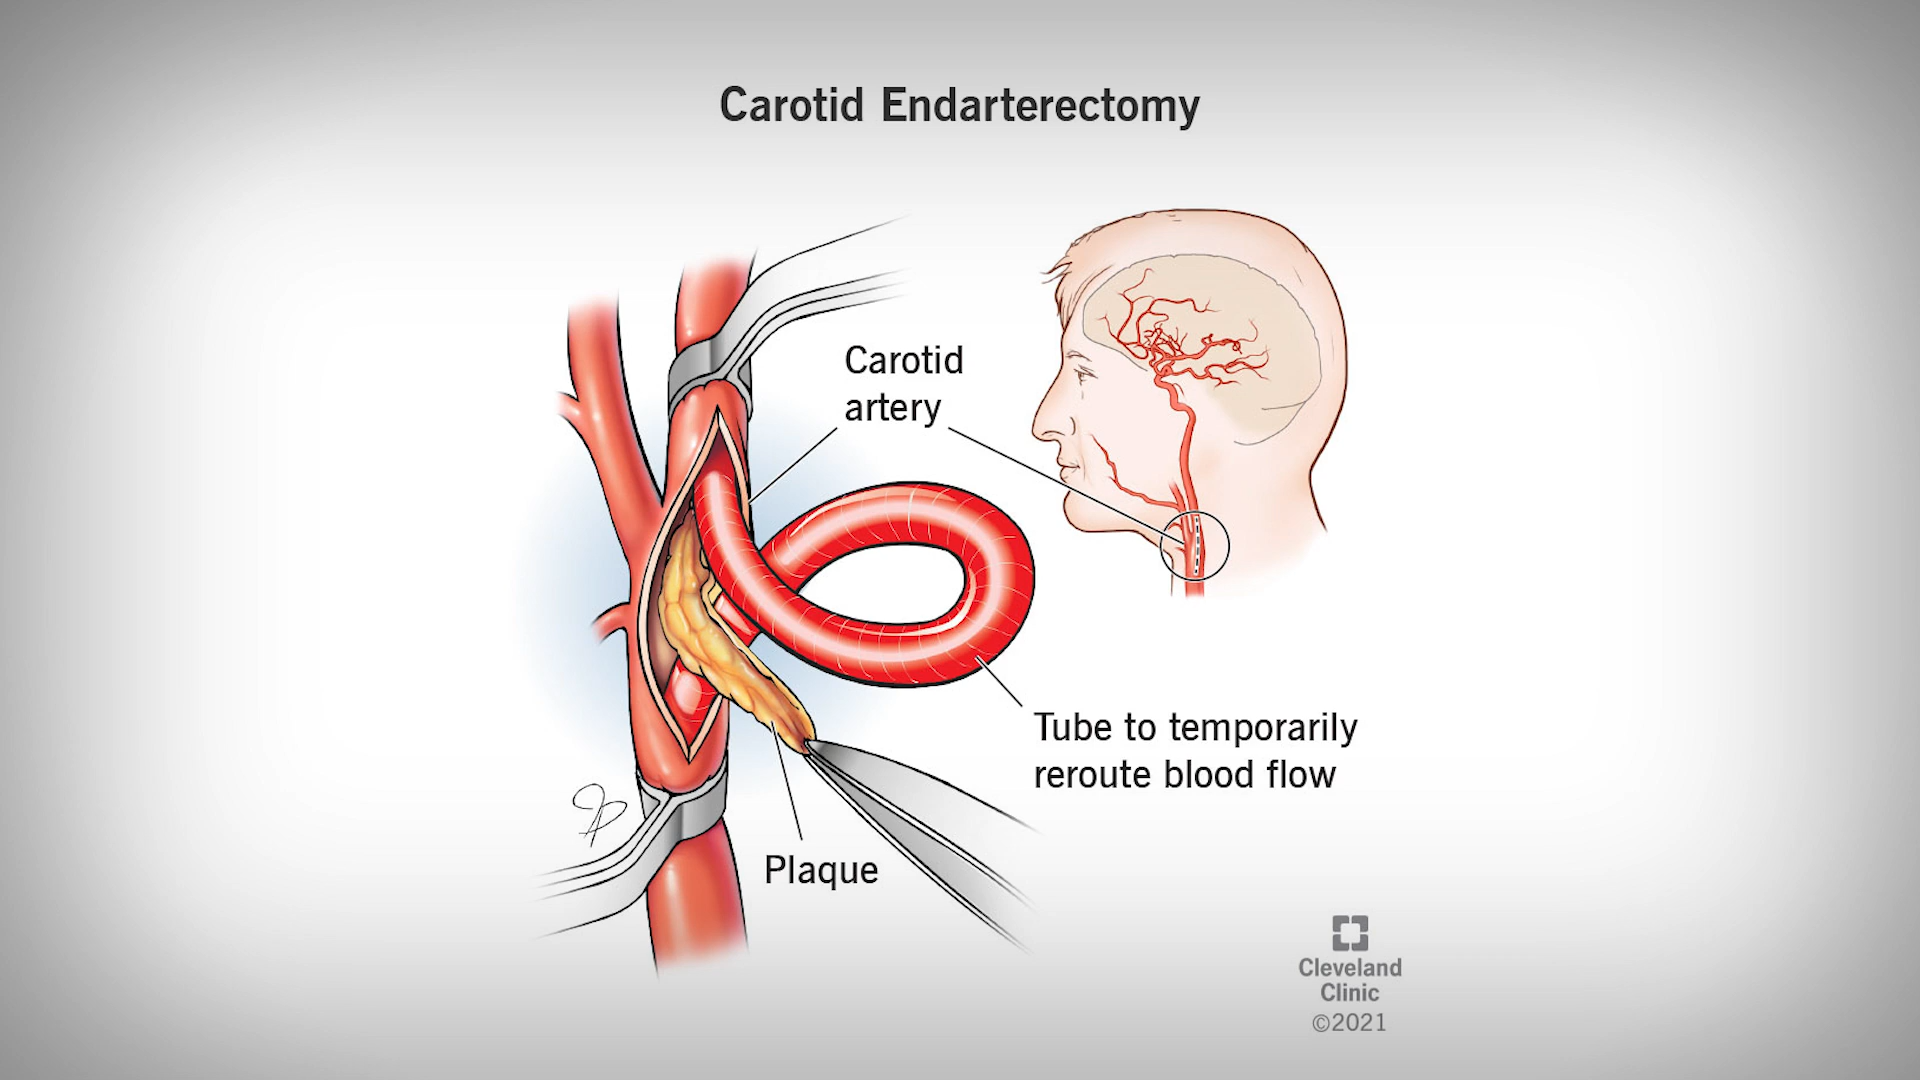 Carotid Endarterectomy
Carotid
artery
Tube to temporarily
reroute blood flow
Plaque
Cleveland
Clinic
©2021